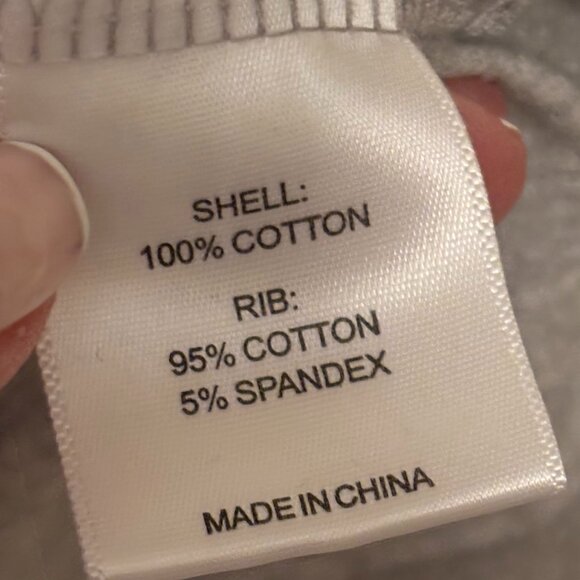 SHELL:
100% COTTON
RIB:
95% COTTON
5% SPANDEX
MADE IN CHINA